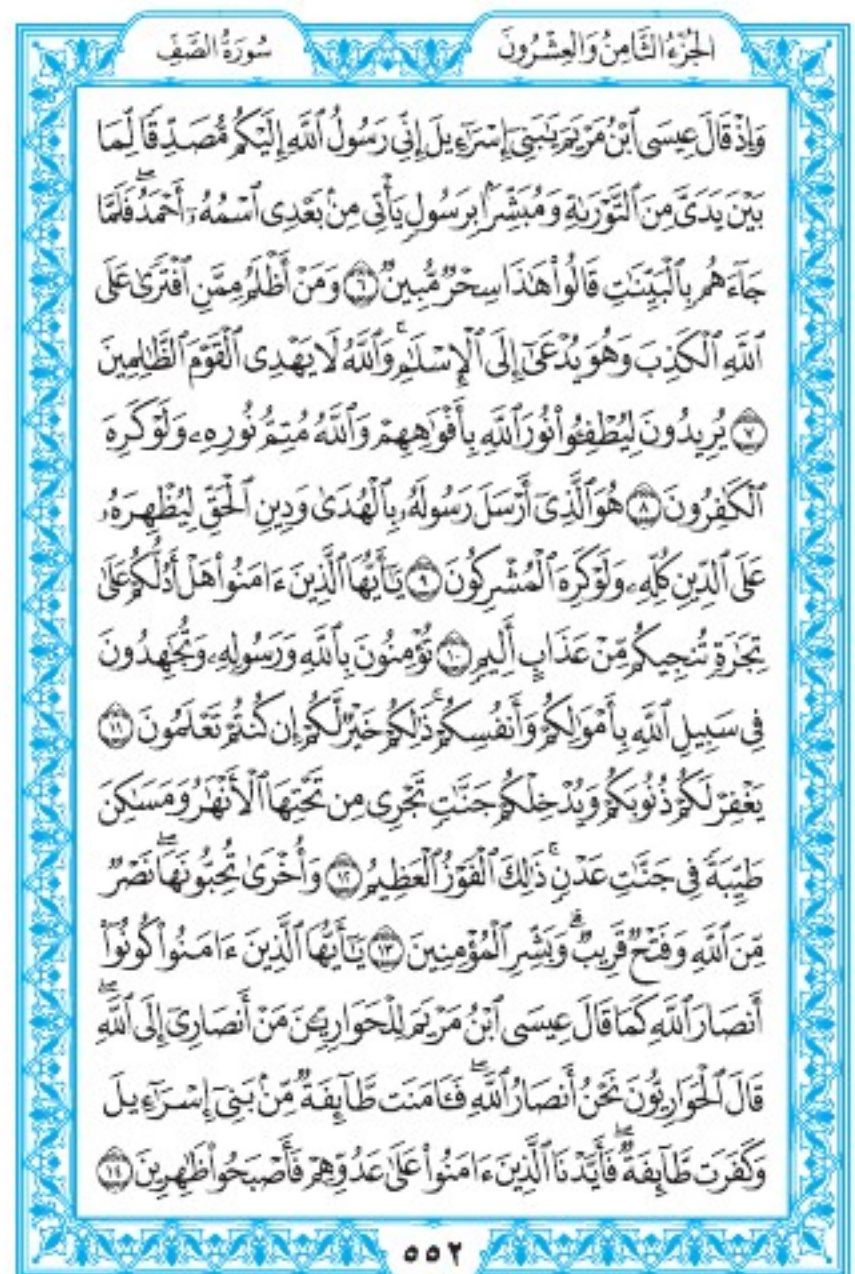 الجُزْءُ الثَّامِنُ وَالعِشْرُونَ
سُورَةُ الصَّفِّ
وَإِذْ قَالَ عِيسَى ٱبْنُ مَرْيَمَ يَٰبَنِىٓ إِسْرَٰٓءِيلَ إِنِّى رَسُولُ ٱللَّهِ إِلَيْكُم مُّصَدِّقًا لِّمَا
بَيْنَ يَدَىَّ مِنَ ٱلتَّوْرَىٰةِ وَمُبَشِّرًۢا بِرَسُولٍ يَأْتِى مِنۢ بَعْدِى ٱسْمُهُۥٓ أَحْمَدُۖ فَلَمَّا
جَآءَهُم بِٱلْبَيِّنَٰتِ قَالُوا۟ هَٰذَا سِحْرٌ مُّبِينٌ ٦ وَمَنْ أَظْلَمُ مِمَّنِ ٱفْتَرَىٰ عَلَى
ٱللَّهِ ٱلْكَذِبَ وَهُوَ يُدْعَىٰٓ إِلَى ٱلْإِسْلَٰمِۚ وَٱللَّهُ لَا يَهْدِى ٱلْقَوْمَ ٱلظَّٰلِمِينَ
٧ يُرِيدُونَ لِيُطْفِـُٔوا۟ نُورَ ٱللَّهِ بِأَفْوَٰهِهِمْ وَٱللَّهُ مُتِمُّ نُورِهِۦ وَلَوْ كَرِهَ
ٱلْكَٰفِرُونَ ٨ هُوَ ٱلَّذِىٓ أَرْسَلَ رَسُولَهُۥ بِٱلْهُدَىٰ وَدِينِ ٱلْحَقِّ لِيُظْهِرَهُۥ
عَلَى ٱلدِّينِ كُلِّهِۦ وَلَوْ كَرِهَ ٱلْمُشْرِكُونَ ٩ يَٰٓأَيُّهَا ٱلَّذِينَ ءَامَنُوا۟ هَلْ أَدُلُّكُمْ عَلَىٰ
تِجَٰرَةٍ تُنجِيكُم مِّنْ عَذَابٍ أَلِيمٍ ١٠ تُؤْمِنُونَ بِٱللَّهِ وَرَسُولِهِۦ وَتُجَٰهِدُونَ
فِى سَبِيلِ ٱللَّهِ بِأَمْوَٰلِكُمْ وَأَنفُسِكُمْۚ ذَٰلِكُمْ خَيْرٌ لَّكُمْ إِن كُنتُمْ تَعْلَمُونَ ١١
يَغْفِرْ لَكُمْ ذُنُوبَكُمْ وَيُدْخِلْكُمْ جَنَّٰتٍ تَجْرِى مِن تَحْتِهَا ٱلْأَنْهَٰرُ وَمَسَٰكِنَ
طَيِّبَةً فِى جَنَّٰتِ عَدْنٍۚ ذَٰلِكَ ٱلْفَوْزُ ٱلْعَظِيمُ ١٢ وَأُخْرَىٰ تُحِبُّونَهَاۖ نَصْرٌ
مِّنَ ٱللَّهِ وَفَتْحٌ قَرِيبٌۗ وَبَشِّرِ ٱلْمُؤْمِنِينَ ١٣ يَٰٓأَيُّهَا ٱلَّذِينَ ءَامَنُوا۟ كُونُوٓا۟
أَنصَارَ ٱللَّهِ كَمَا قَالَ عِيسَى ٱبْنُ مَرْيَمَ لِلْحَوَارِيِّـۧنَ مَنْ أَنصَارِىٓ إِلَى ٱللَّهِۖ
قَالَ ٱلْحَوَارِيُّونَ نَحْنُ أَنصَارُ ٱللَّهِۖ فَـَٔامَنَت طَّآئِفَةٌ مِّنۢ بَنِىٓ إِسْرَٰٓءِيلَ
وَكَفَرَت طَّآئِفَةٌۖ فَأَيَّدْنَا ٱلَّذِينَ ءَامَنُوا۟ عَلَىٰ عَدُوِّهِمْ فَأَصْبَحُوا۟ ظَٰهِرِينَ ١٤
٥٥٢